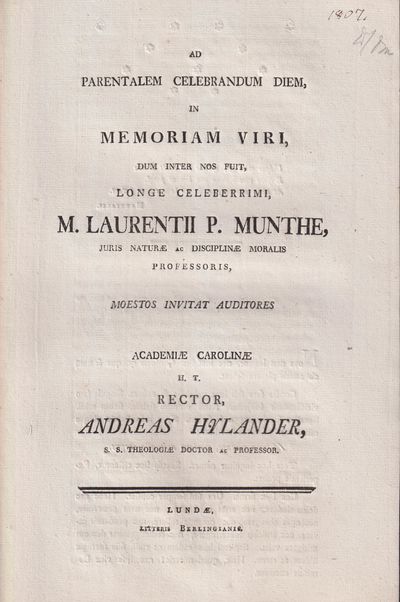 1807.
AD
PARENTALEM CELEBRANDUM DIEM,
IN
MEMORIAM VIRI,
DUM INTER NOS FUIT,
LONGE CELEBERRIMI,
M. LAURENTII P. MUNTHE,
JURIS NATURÆ AC DISCIPLINÆ MORALIS
PROFESSORIS,
MOESTOS INVITAT AUDITORES
ACADEMIÆ CAROLINÆ
H. T.
RECTOR,
ANDREAS HYLANDER,
S. S. THEOLOGIÆ DOCTOR AC PROFESSOR.
LUNDÆ,
LITTERIS BERLINGIANIS,